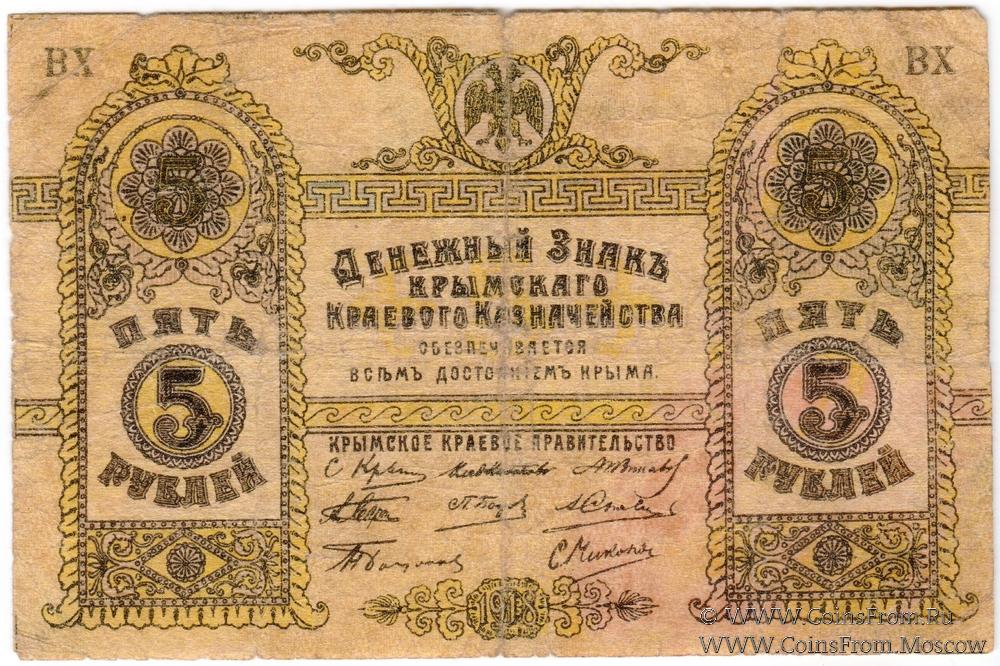 ВХ
ВХ
5
5
Денежный Знакъ
Крымскаго
Краевого Казначейства
обезпечивается
всѣмъ достоянiемъ Крыма.
ПЯТЬ
5
РУБЛЕЙ
ПЯТЬ
5
РУБЛЕЙ
КРЫМСКОЕ КРАЕВОЕ ПРАВИТЕЛЬСТВО
1918
© WWW.CoinsFrom.Ru
WWW.CoinsFrom.Moscow